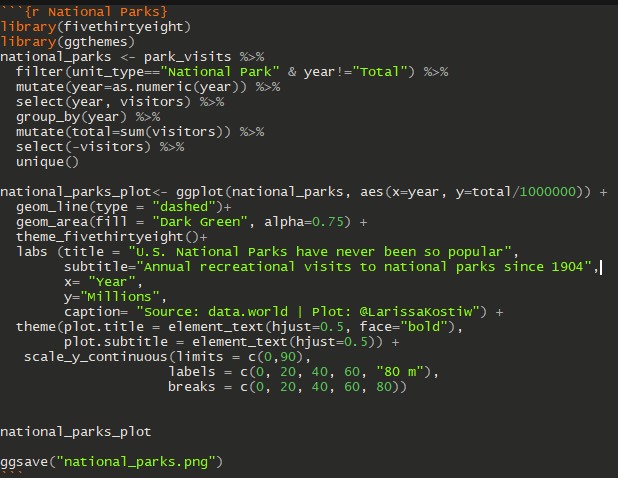 ```{r National Parks}
library(fivethirtyeight)
library(ggthemes)
national_parks <- park_visits %>%
  filter(unit_type=="National Park" & year!="Total") %>%
  mutate(year=as.numeric(year)) %>%
  select(year, visitors) %>%
  group_by(year) %>%
  mutate(total=sum(visitors)) %>%
  select(-visitors) %>%
  unique()

national_parks_plot<- ggplot(national_parks, aes(x=year, y=total/1000000)) +
  geom_line(type = "dashed")+
  geom_area(fill = "Dark Green", alpha=0.75) +
  theme_fivethirtyeight()+
  labs (title = "U.S. National Parks have never been so popular",
        subtitle="Annual recreational visits to national parks since 1904",
        x= "Year",
        y="Millions",
        caption= "Source: data.world | Plot: @LarissaKostiw") +
  theme(plot.title = element_text(hjust=0.5, face="bold"),
        plot.subtitle = element_text(hjust=0.5)) +
   scale_y_continuous(limits = c(0,90),
                     labels = c(0, 20, 40, 60, "80 m"),
                     breaks = c(0, 20, 40, 60, 80))


national_parks_plot

ggsave("national_parks.png")
```